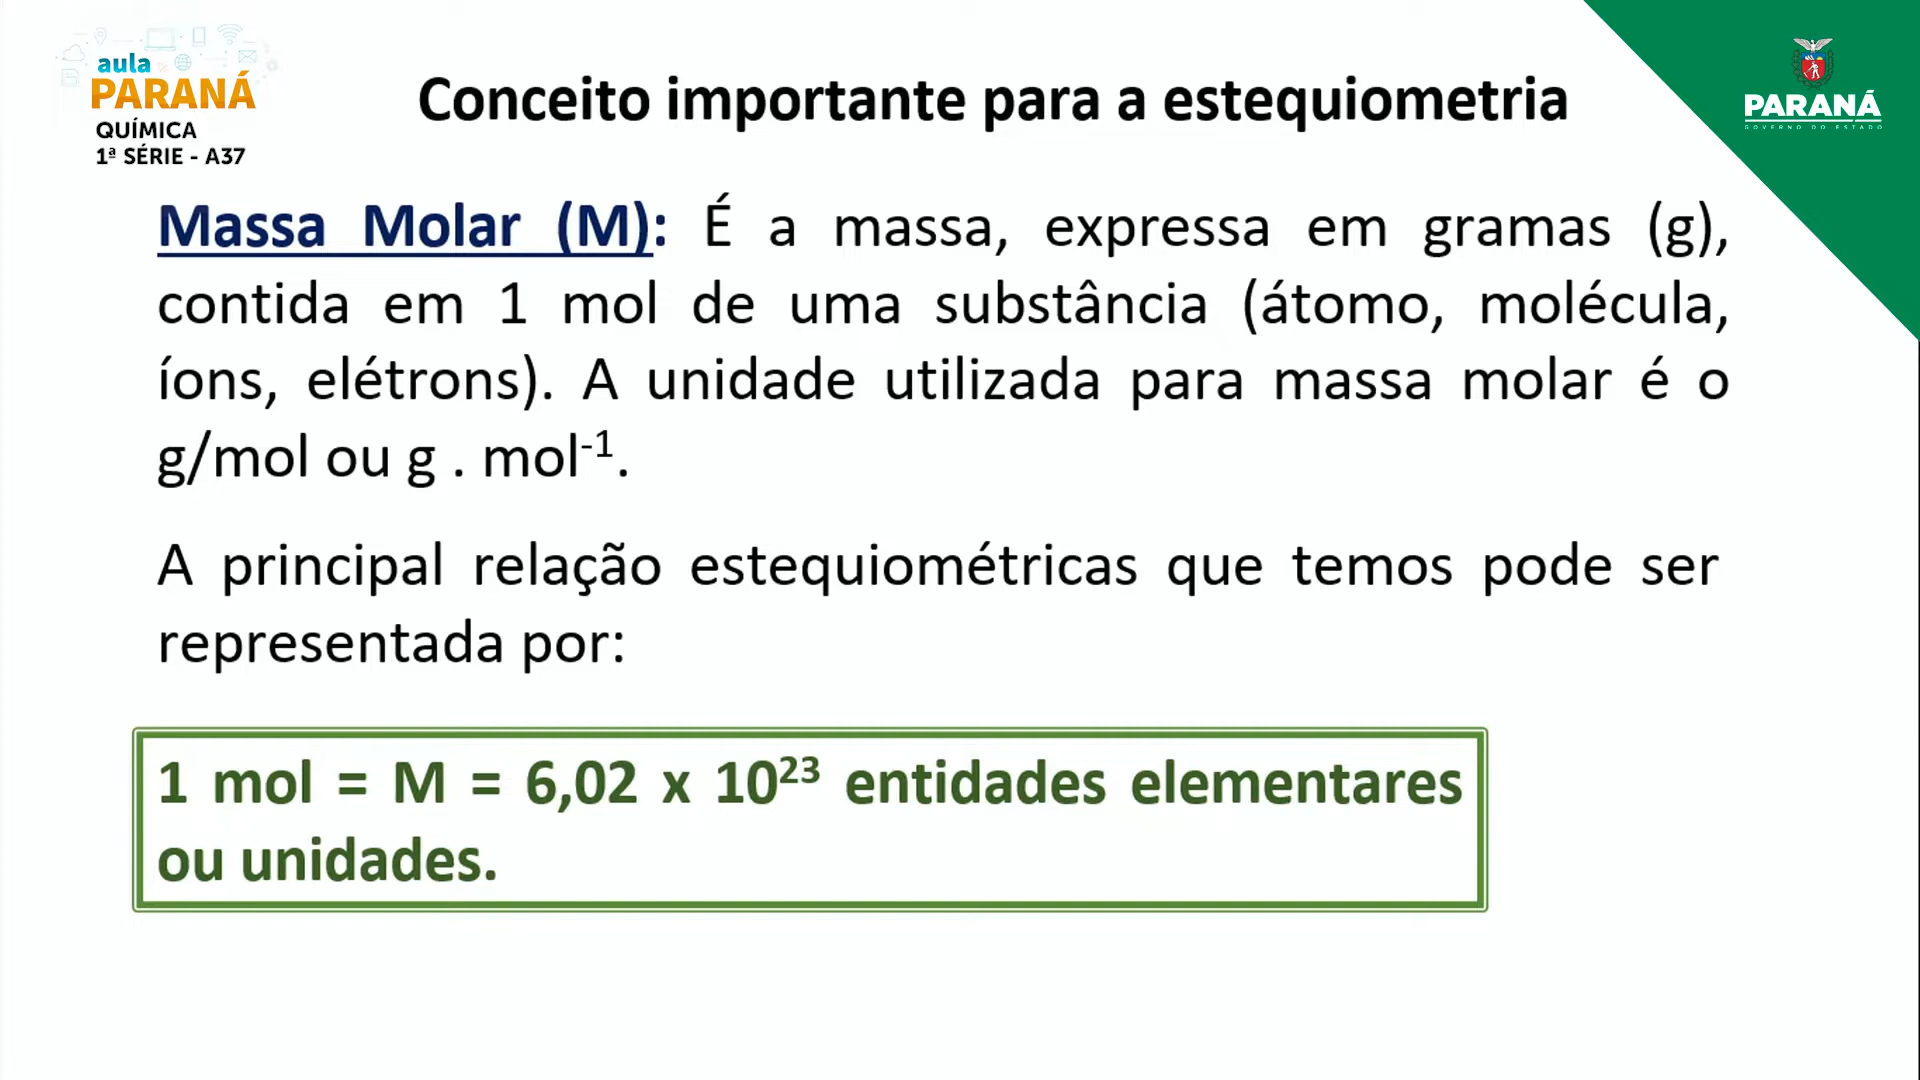 aula
PARANÁ
QUÍMICA
1ª SÉRIE - A37
Conceito importante para a estequiometria
PARANÁ
GOVERNO DO ESTADO
Massa Molar (M): É a massa, expressa em gramas (g),
contida em 1 mol de uma substância (átomo, molécula,
íons, elétrons). A unidade utilizada para massa molar é o
g/mol ou g . mol⁻¹.
A principal relação estequiométricas que temos pode ser
representada por:
1 mol = M = 6,02 x 10²³ entidades elementares
ou unidades.